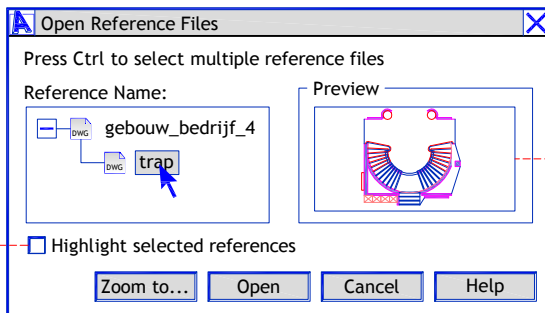 A Open Reference Files
Press Ctrl to select multiple reference files
Reference Name:
Preview
DWG gebouw_bedrijf_4
DWG trap
Highlight selected references
Zoom to... Open Cancel Help